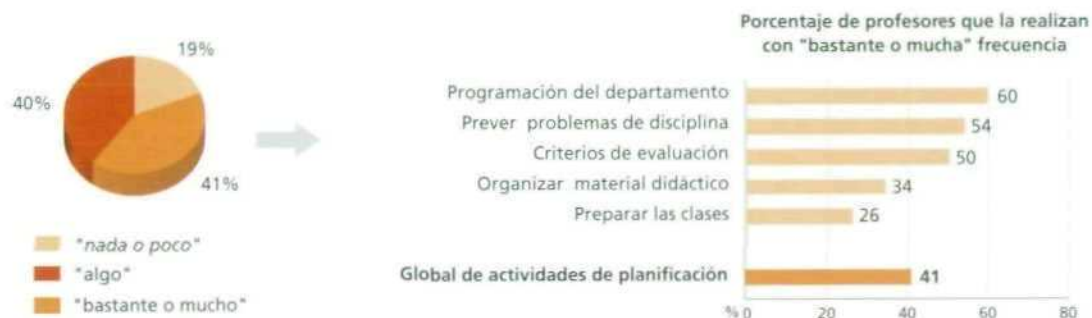 19%
40%
41%
"nada o poco"
"algo"
"bastante o mucho"
Porcentaje de profesores que la realizan
con "bastante o mucha" frecuencia
Programación del departamento 60
Prever problemas de disciplina 54
Criterios de evaluación 50
Organizar material didáctico 34
Preparar las clases 26
Global de actividades de planificación 41
% 0 20 40 60 80